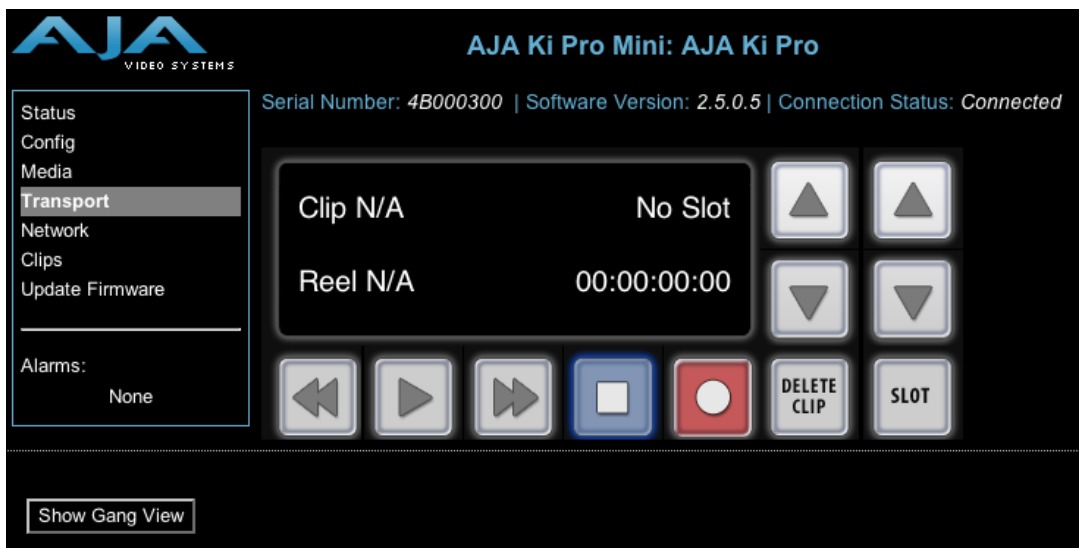 AJA
VIDEO SYSTEMS
AJA Ki Pro Mini: AJA Ki Pro
Serial Number: 4B000300 | Software Version: 2.5.0.5 | Connection Status: Connected
Status
Config
Media
Transport
Network
Clips
Update Firmware
Alarms:
None
Clip N/A No Slot
Reel N/A 00:00:00:00
DELETE
CLIP
SLOT
Show Gang View